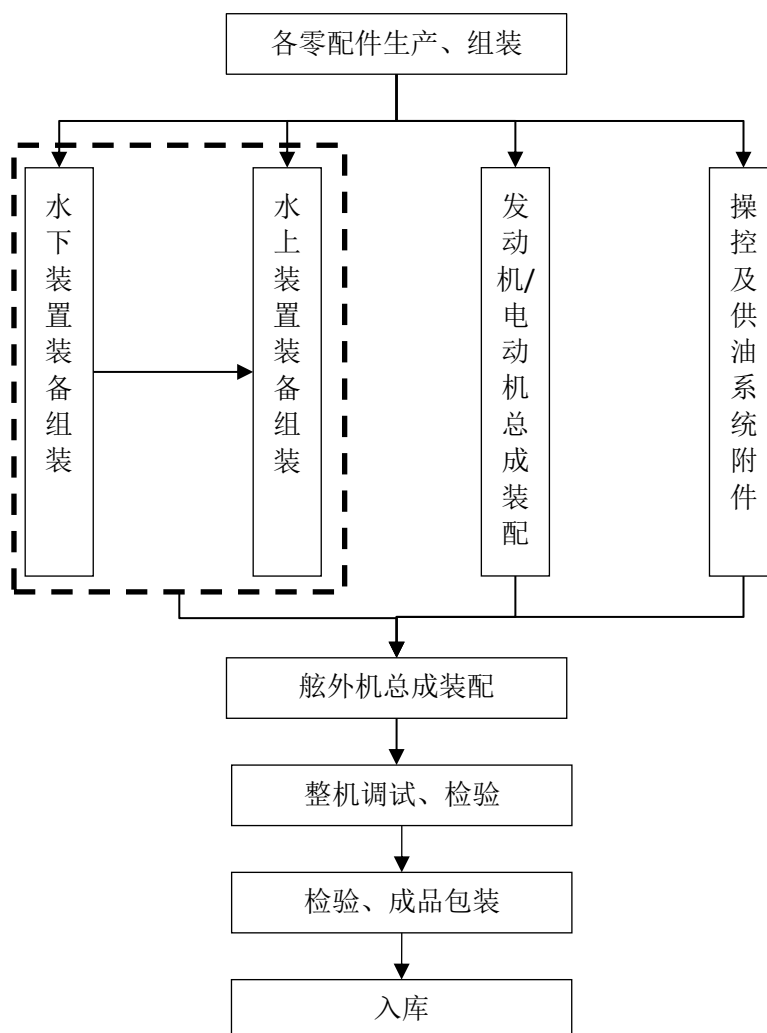 各零配件生产、组装
水下装置装备组装
水上装置装备组装
发动机/电动机总成装配
操控及供油系统附件
舷外机总成装配
整机调试、检验
检验、成品包装
入库